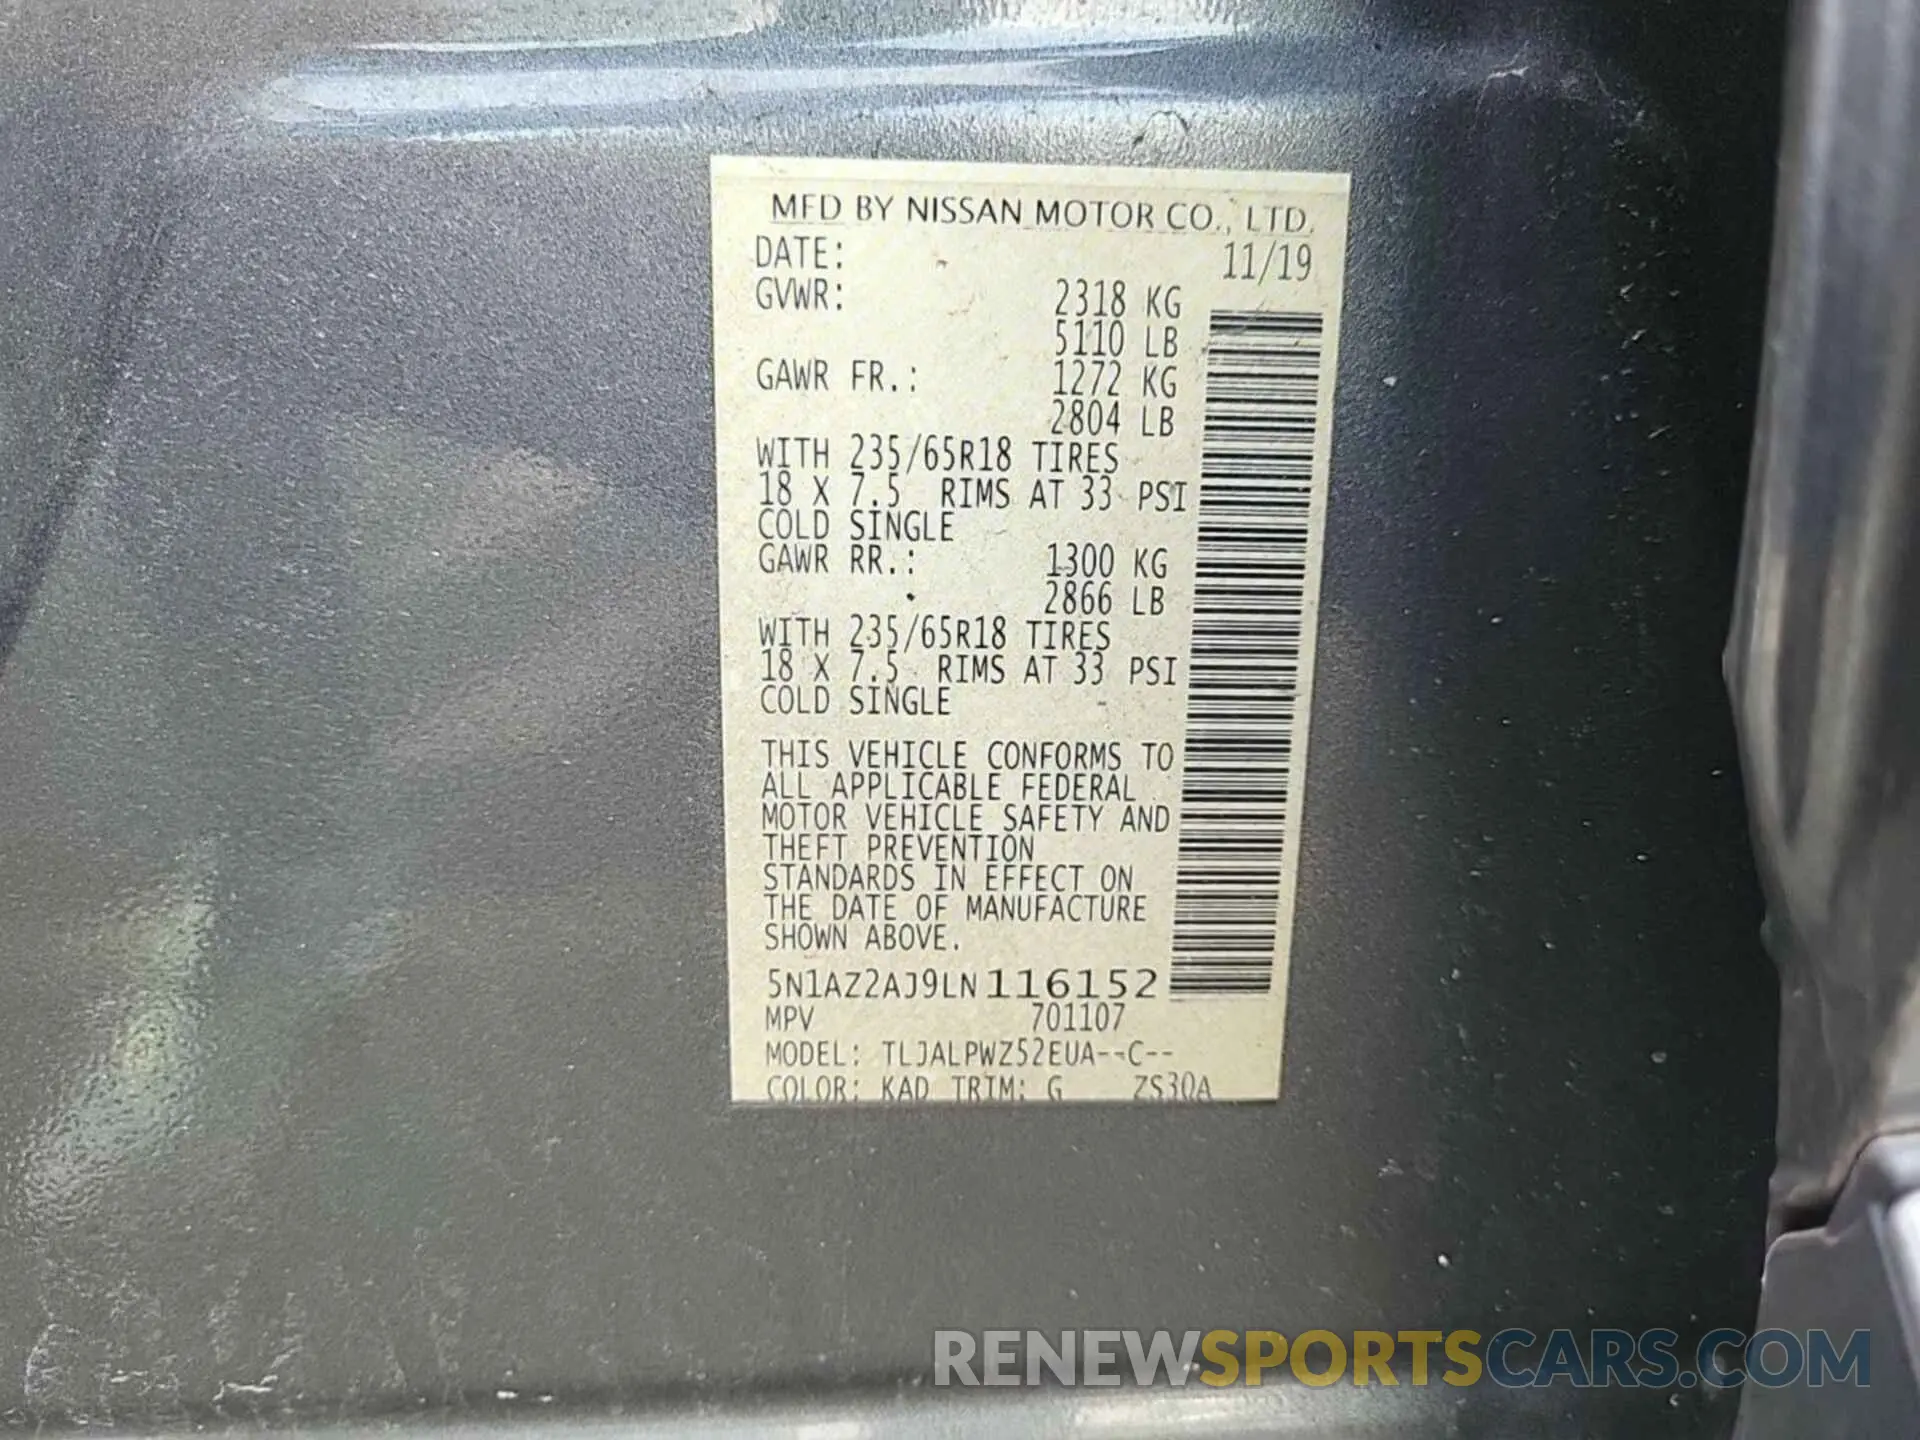 MFD BY NISSAN MOTOR CO., LTD.
DATE: 11/19
GVWR: 2318 KG
5110 LB
GAWR FR.: 1272 KG
2804 LB
WITH 235/65R18 TIRES
18 X 7.5 RIMS AT 33 PSI
COLD SINGLE
GAWR RR.: 1300 KG
2866 LB
WITH 235/65R18 TIRES
18 X 7.5 RIMS AT 33 PSI
COLD SINGLE
THIS VEHICLE CONFORMS TO
ALL APPLICABLE FEDERAL
MOTOR VEHICLE SAFETY AND
THEFT PREVENTION
STANDARDS IN EFFECT ON
THE DATE OF MANUFACTURE
SHOWN ABOVE.
5N1AZ2AJ9LN116152
MPV 701107
MODEL: TLJALPWZ52EUA--C--
COLOR: KAD TRIM: G ZS30A
RENEWSPORTSCARS.COM